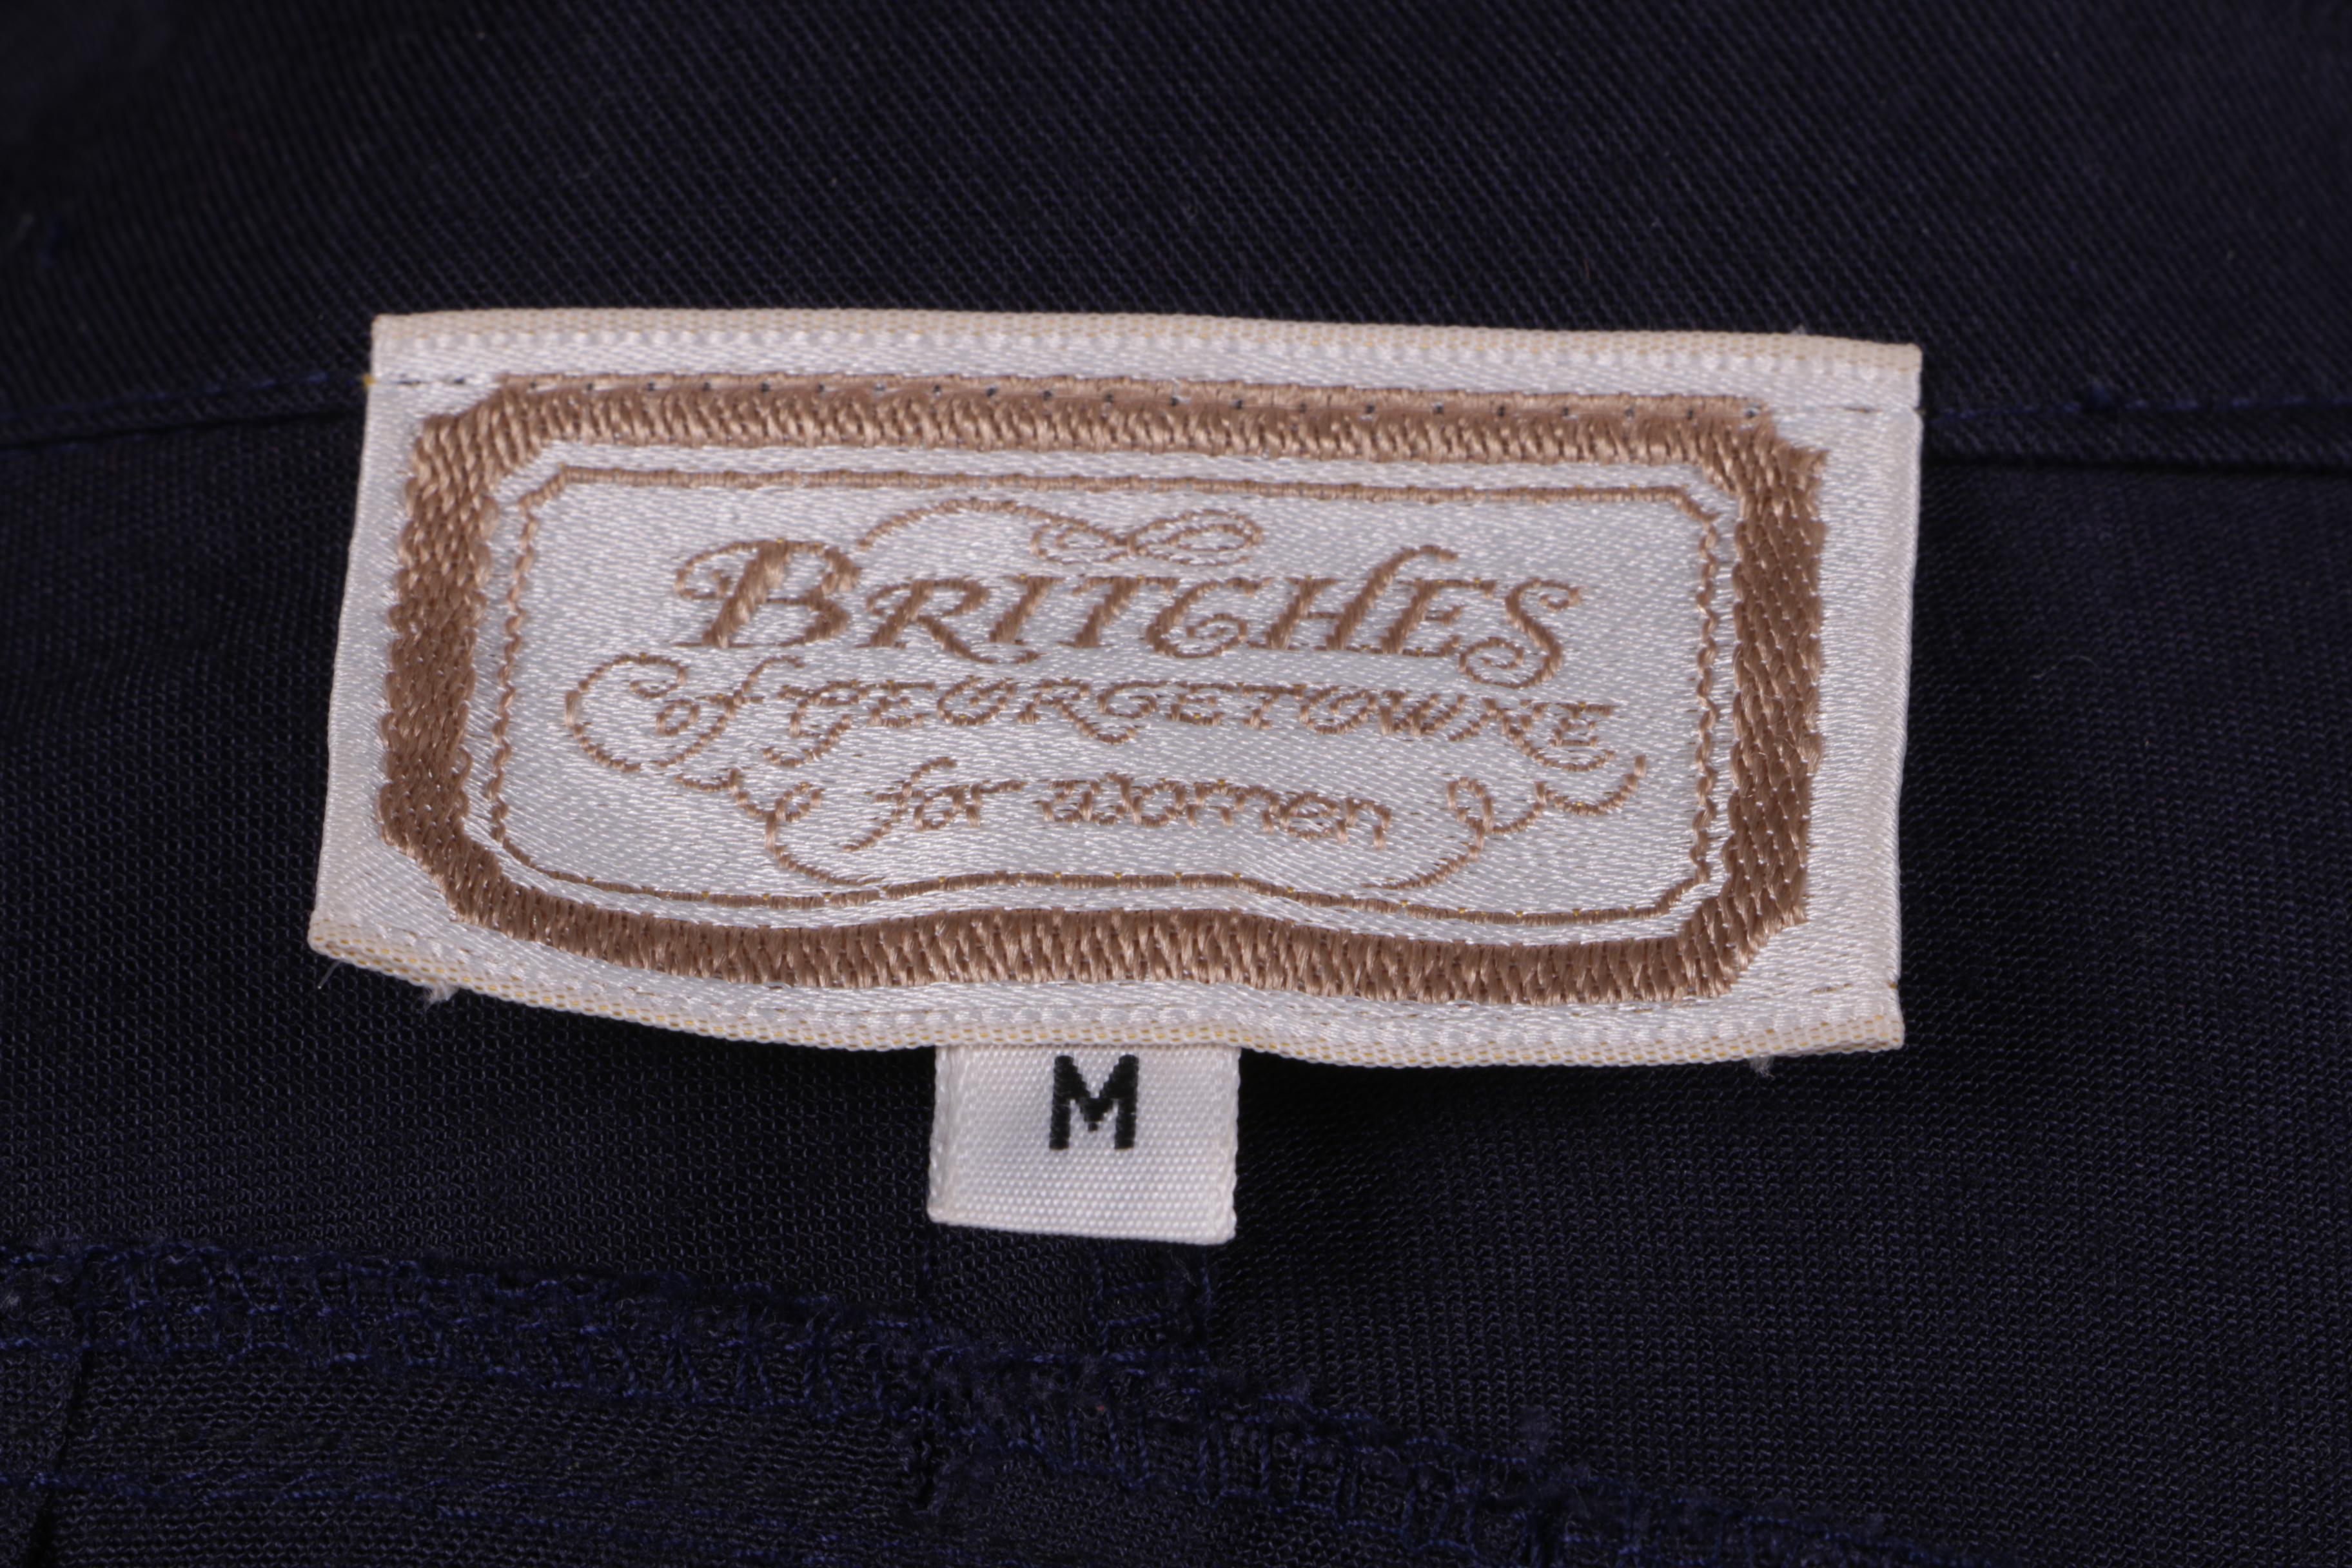 BRITCHES
of GEORGETOWNE
for women
M